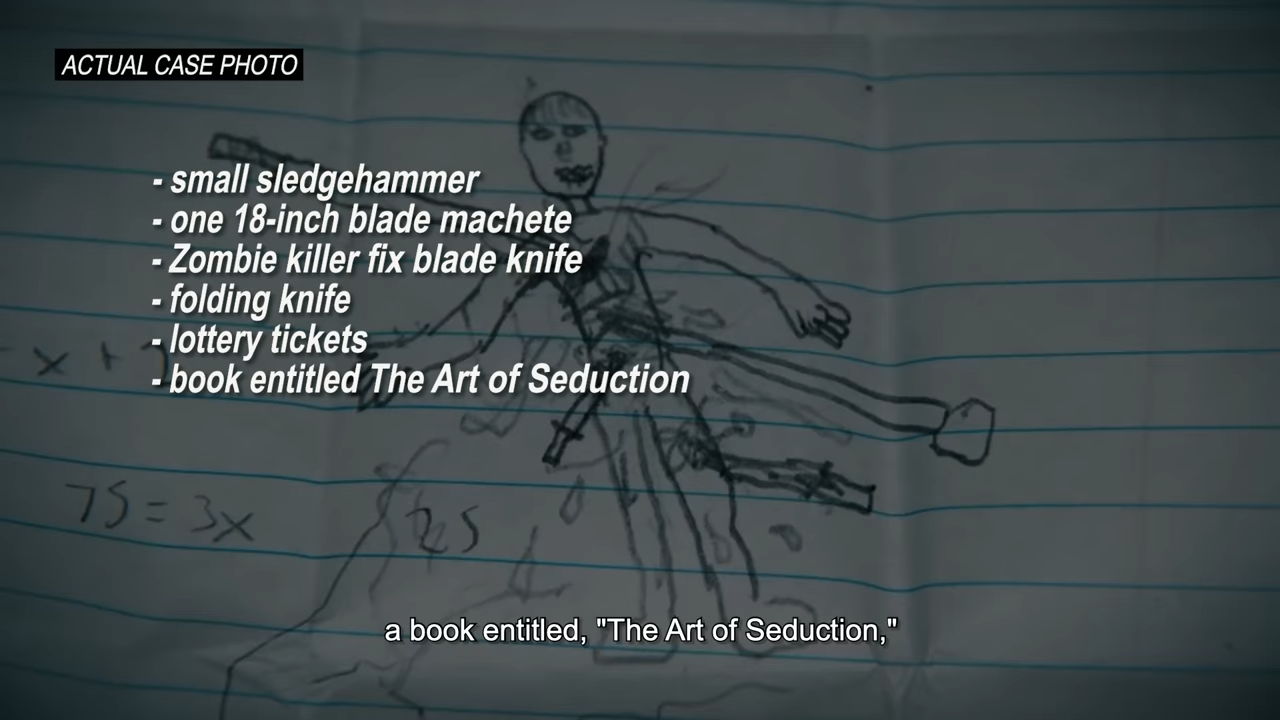 ACTUAL CASE PHOTO
- small sledgehammer
- one 18-inch blade machete
- Zombie killer fix blade knife
- folding knife
- lottery tickets
- book entitled The Art of Seduction
x +
75 = 3x
25
a book entitled, "The Art of Seduction,"